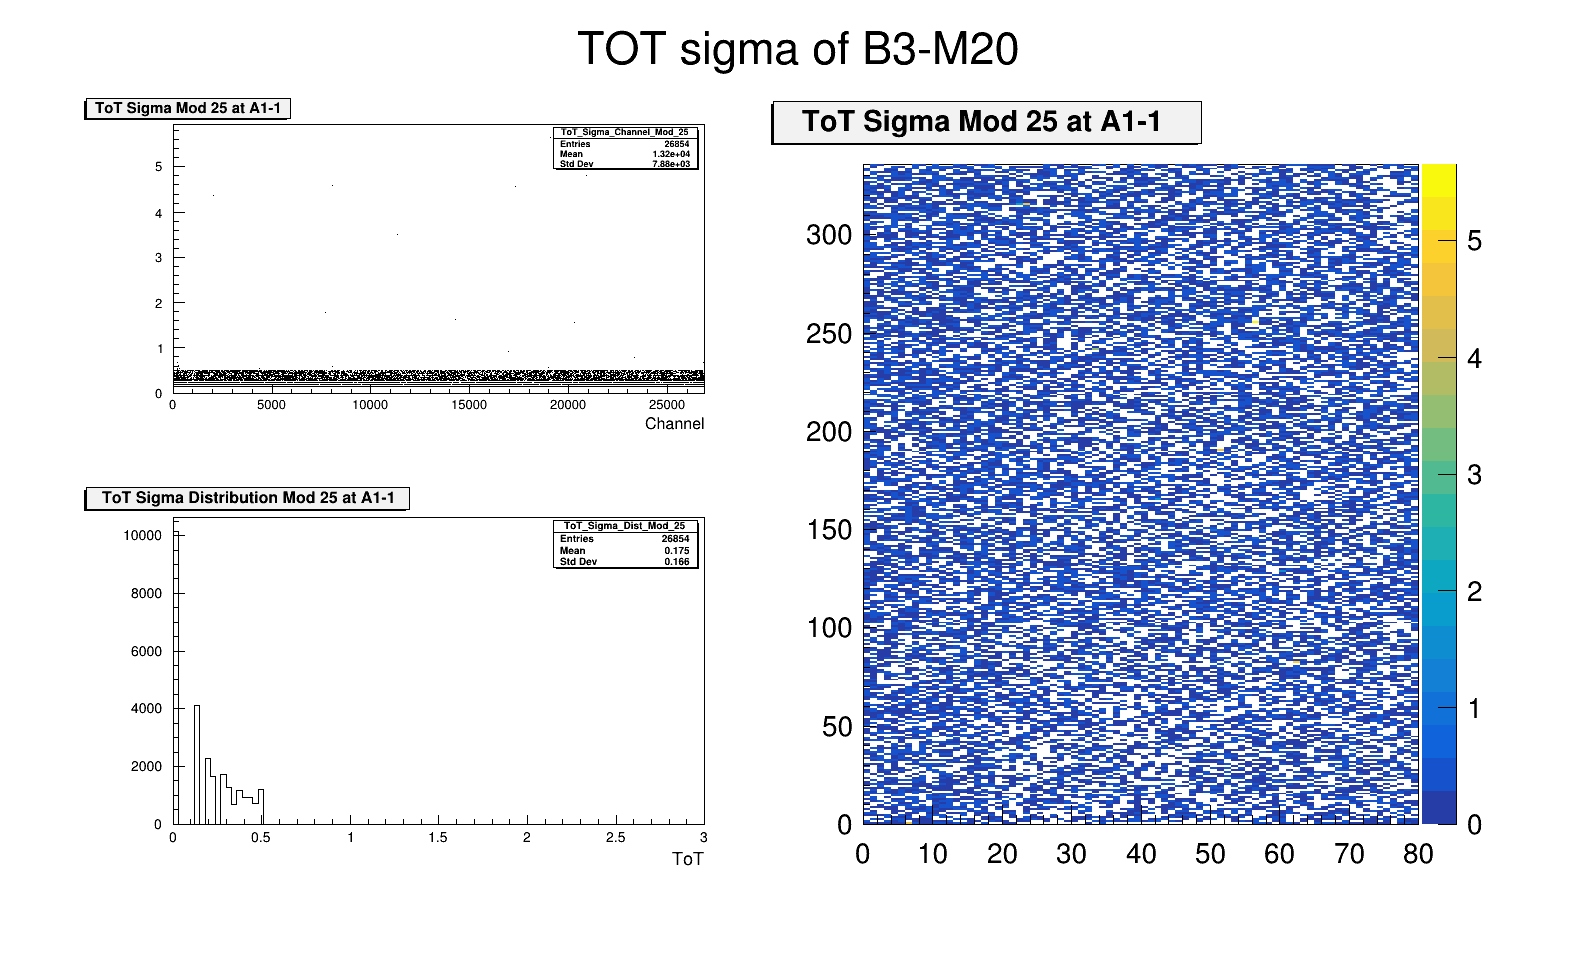 TOT sigma of B3-M20
ToT Sigma Mod 25 at A1-1
ToT_Sigma_Channel_Mod_25
Entries 26854
Mean 1.32e+04
Std Dev 7.88e+03
5
4
3
2
1
0
0 5000 10000 15000 20000 25000
Channel
ToT Sigma Distribution Mod 25 at A1-1
ToT_Sigma_Dist_Mod_25
Entries 26854
Mean 0.175
Std Dev 0.166
10000
8000
6000
4000
2000
0
0 0.5 1 1.5 2 2.5 3
ToT
ToT Sigma Mod 25 at A1-1
300
250
200
150
100
50
0
0 10 20 30 40 50 60 70 80
5
4
3
2
1
0